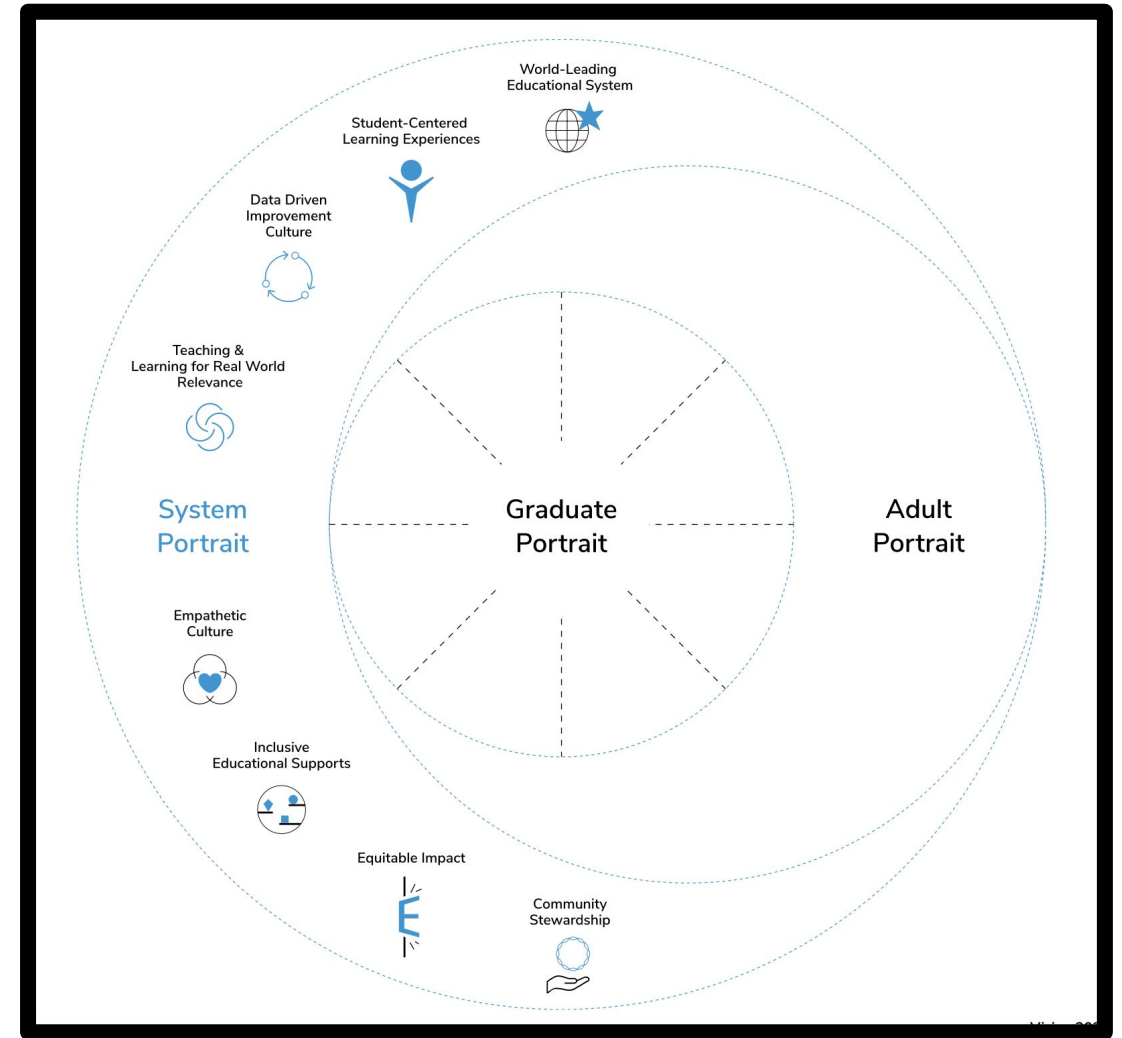 World-Leading
Educational System
Student-Centered
Learning Experiences
Data Driven
Improvement
Culture
Teaching &
Learning for Real World
Relevance
System
Portrait
Graduate
Portrait
Adult
Portrait
Empathetic
Culture
Inclusive
Educational Supports
Equitable Impact
Community
Stewardship